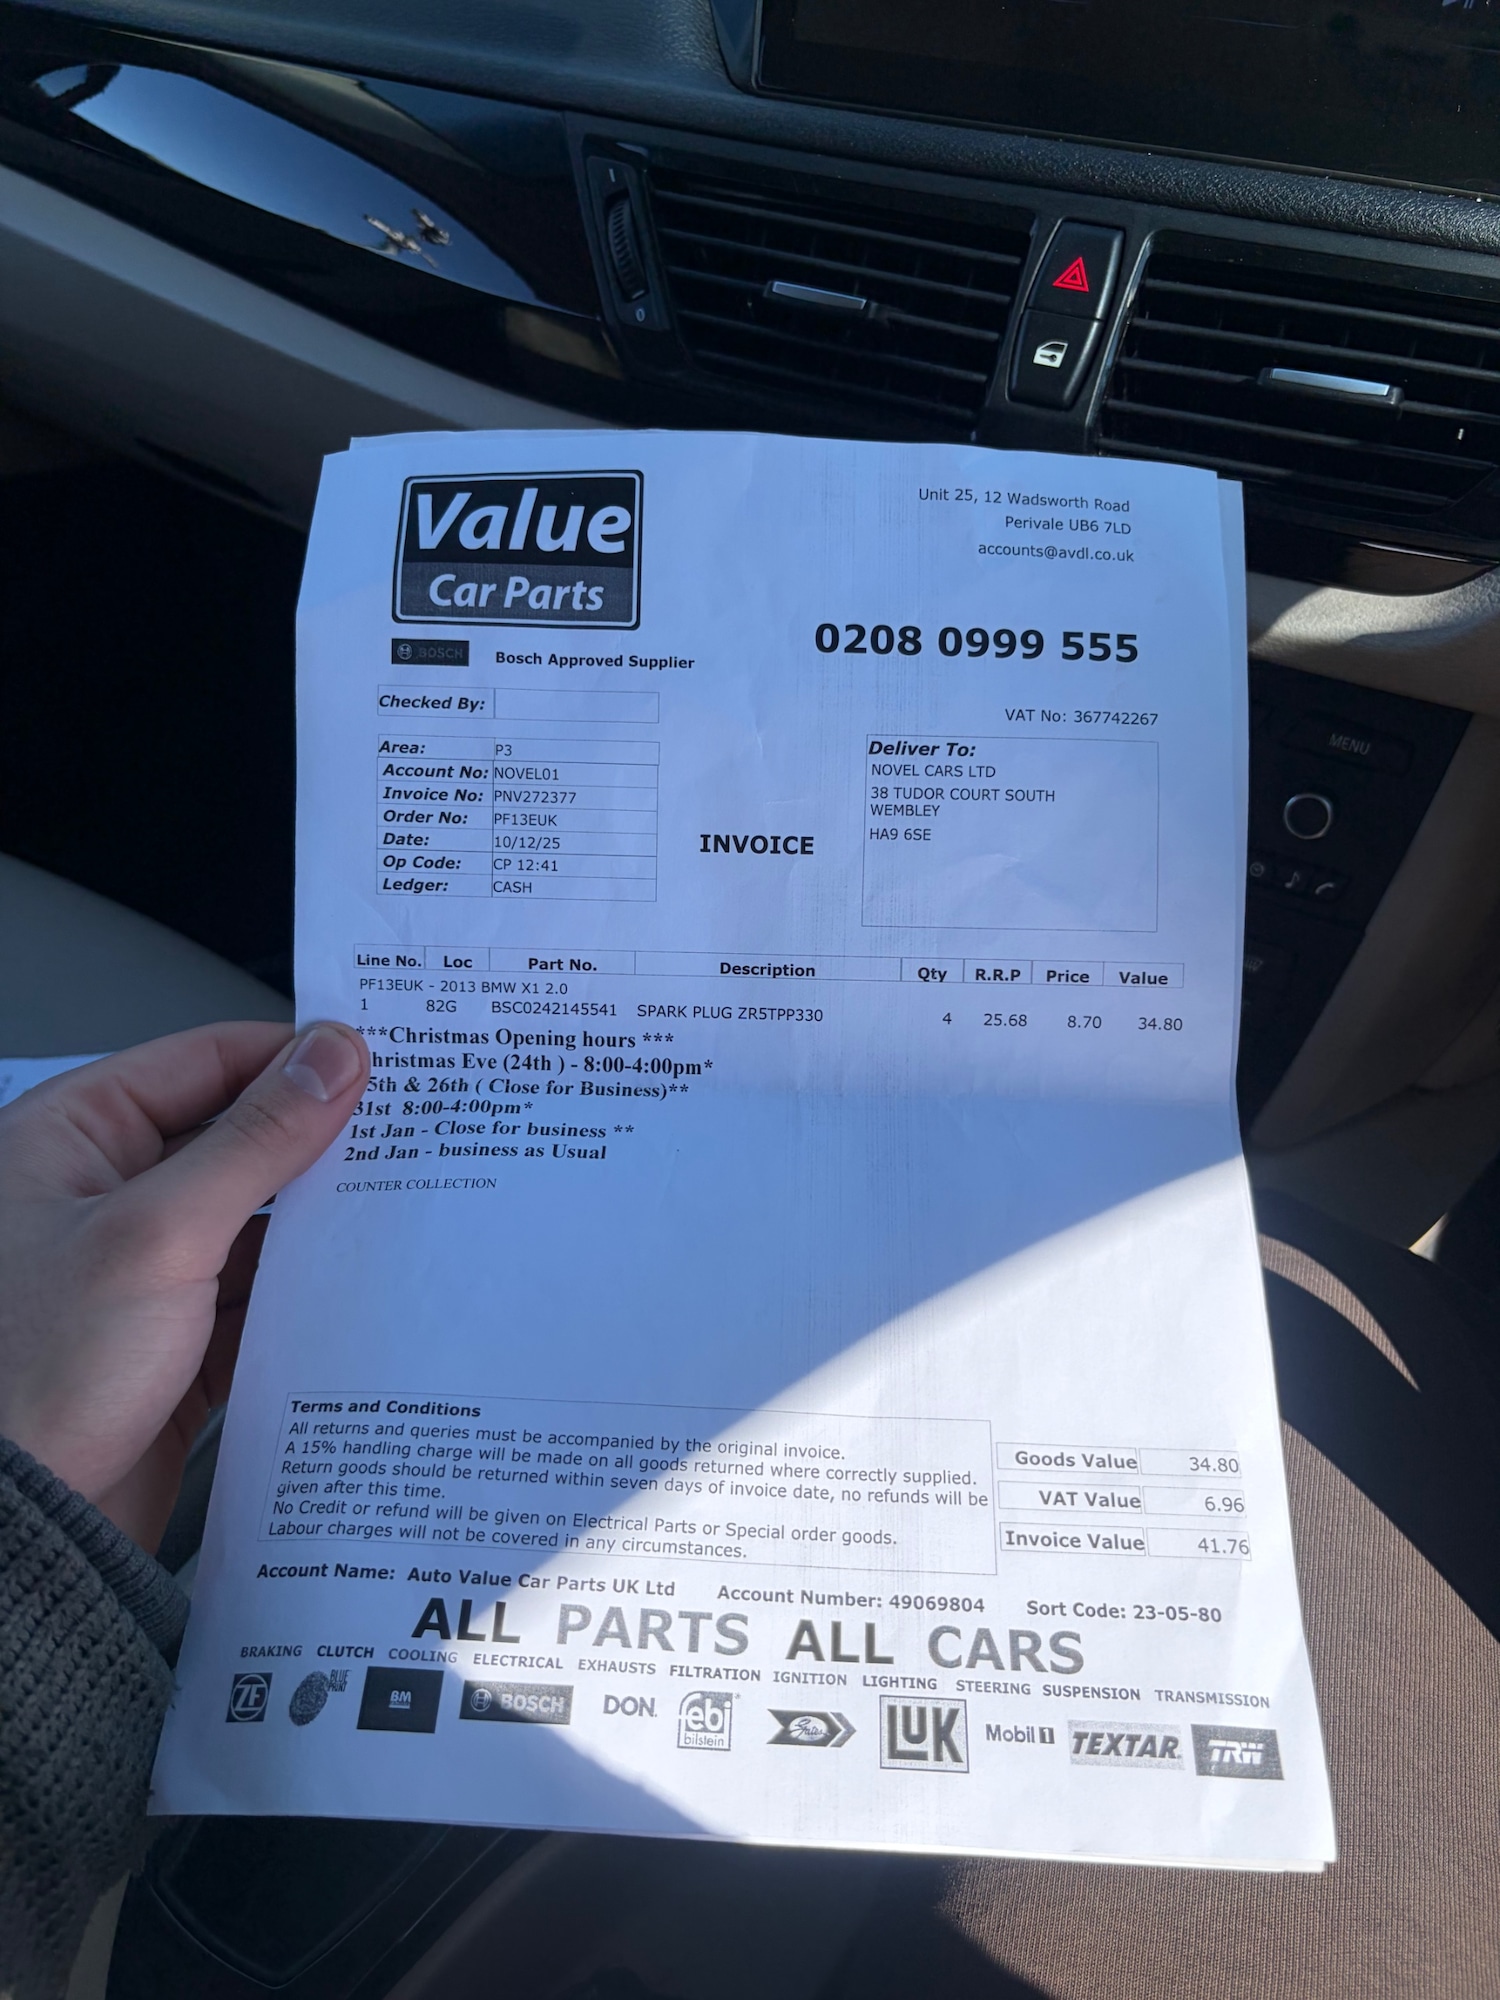 MENU
Value
Car Parts
BOSCH
Bosch Approved Supplier
Unit 25, 12 Wadsworth Road
Perivale UB6 7LD
accounts@avdl.co.uk
0208 0999 555
VAT No: 367742267
Checked By:
Area: P3
Account No: NOVEL01
Invoice No: PNV272377
Order No: PF13EUK
Date: 10/12/25
Op Code: CP 12:41
Ledger: CASH
INVOICE
Deliver To:
NOVEL CARS LTD
38 TUDOR COURT SOUTH
WEMBLEY
HA9 6SE
Line No. Loc Part No. Description Qty R.R.P Price Value
PF13EUK - 2013 BMW X1 2.0
1 82G BSC0242145541 SPARK PLUG ZR5TPP330 4 25.68 8.70 34.80
***Christmas Opening hours ***
hristmas Eve (24th ) - 8:00-4:00pm*
5th & 26th ( Close for Business)**
31st 8:00-4:00pm*
1st Jan - Close for business **
2nd Jan - business as Usual
COUNTER COLLECTION
Terms and Conditions
All returns and queries must be accompanied by the original invoice.
A 15% handling charge will be made on all goods returned where correctly supplied.
Return goods should be returned within seven days of invoice date, no refunds will be
given after this time.
No Credit or refund will be given on Electrical Parts or Special order goods.
Labour charges will not be covered in any circumstances.
Goods Value 34.80
VAT Value 6.96
Invoice Value 41.76
Account Name: Auto Value Car Parts UK Ltd Account Number: 49069804 Sort Code: 23-05-80
ALL PARTS ALL CARS
BRAKING CLUTCH COOLING ELECTRICAL EXHAUSTS FILTRATION IGNITION LIGHTING STEERING SUSPENSION TRANSMISSION
ZF BLUE PRINT BM BOSCH DON. febi bilstein Gates LUK Mobil 1 TEXTAR TRW